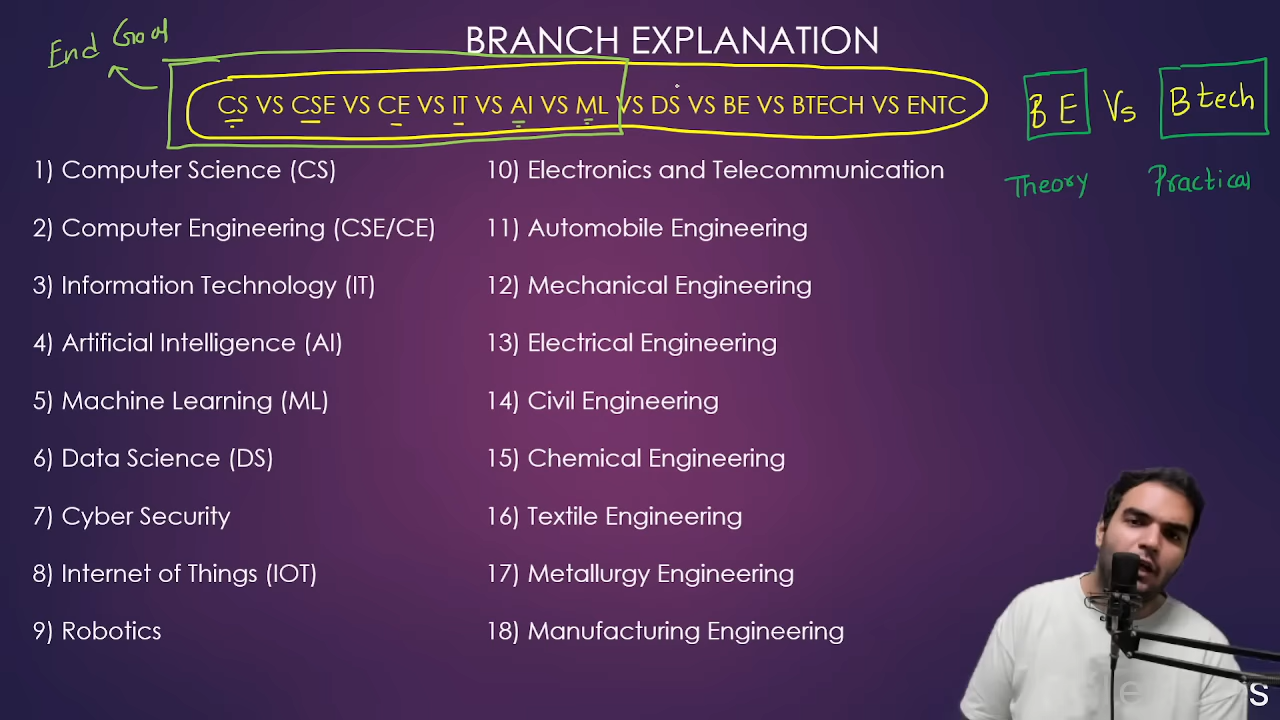 End Goal
BRANCH EXPLANATION
CS VS CSE VS CE VS IT VS AI VS ML VS DS VS BE VS BTECH VS ENTC
BE Vs Btech
Theory Practical
1) Computer Science (CS)
2) Computer Engineering (CSE/CE)
3) Information Technology (IT)
4) Artificial Intelligence (AI)
5) Machine Learning (ML)
6) Data Science (DS)
7) Cyber Security
8) Internet of Things (IOT)
9) Robotics
10) Electronics and Telecommunication
11) Automobile Engineering
12) Mechanical Engineering
13) Electrical Engineering
14) Civil Engineering
15) Chemical Engineering
16) Textile Engineering
17) Metallurgy Engineering
18) Manufacturing Engineering